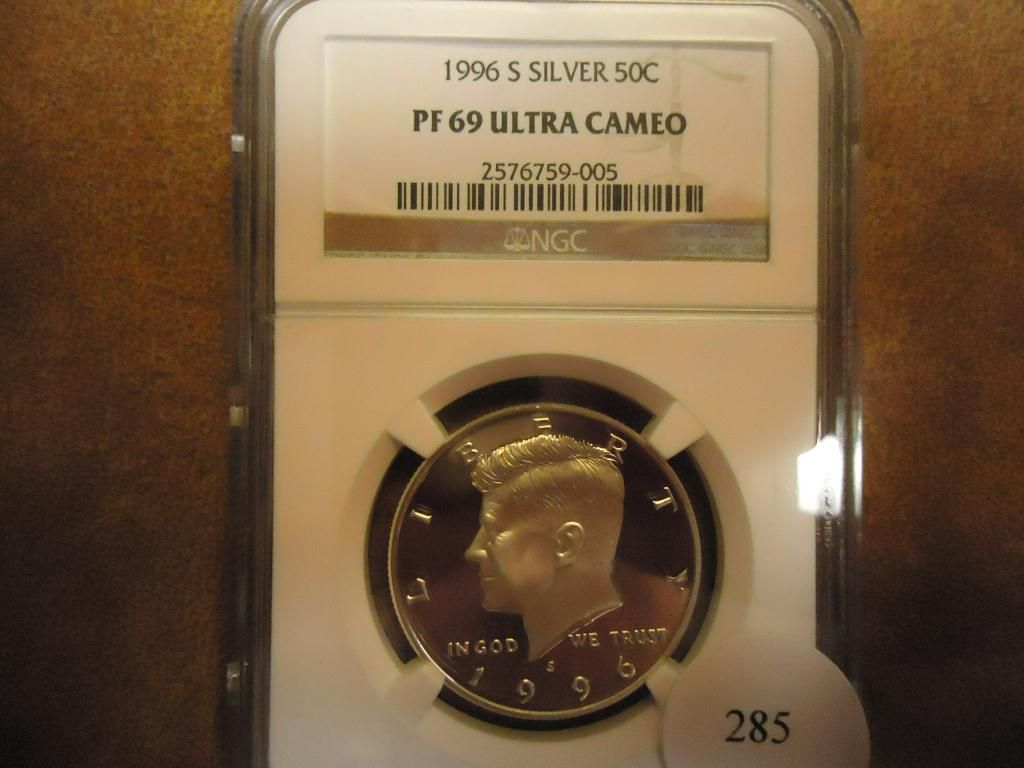 1996 S SILVER 50C
PF 69 ULTRA CAMEO
2576759-005
NGC
LIBERTY
IN GOD WE TRUST
S
1996
285